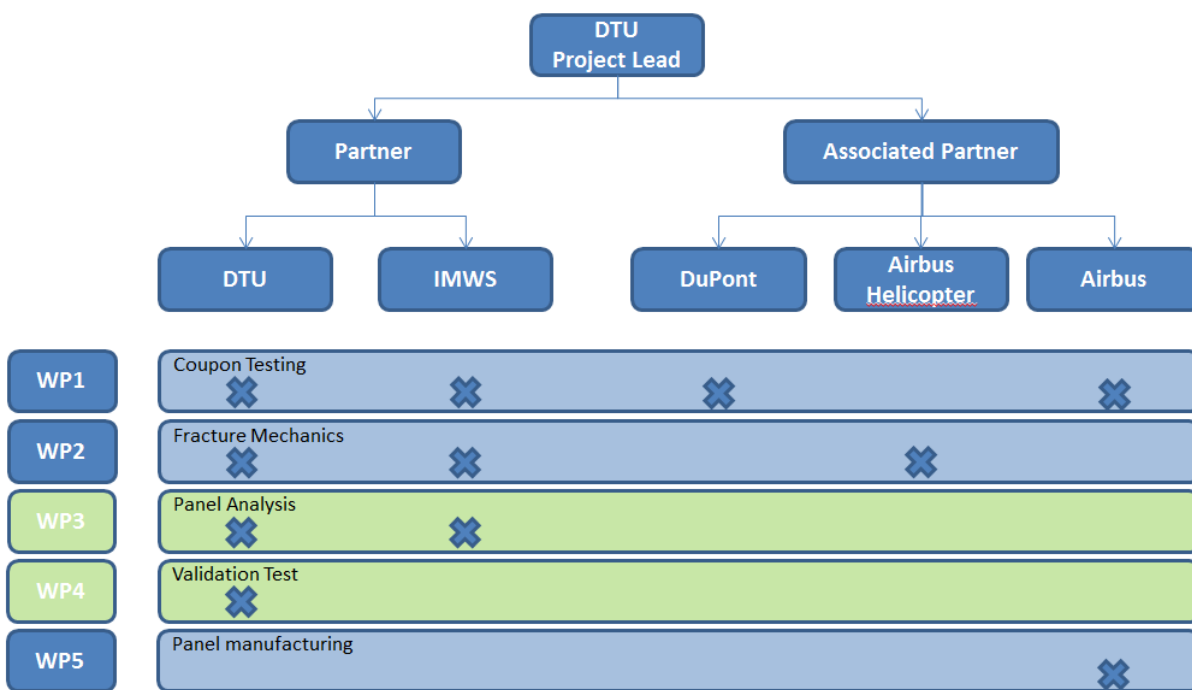 DTU
Project Lead
Partner
Associated Partner
DTU
IMWS
DuPont
Airbus
Helicopter
Airbus
WP1
Coupon Testing
WP2
Fracture Mechanics
WP3
Panel Analysis
WP4
Validation Test
WP5
Panel manufacturing